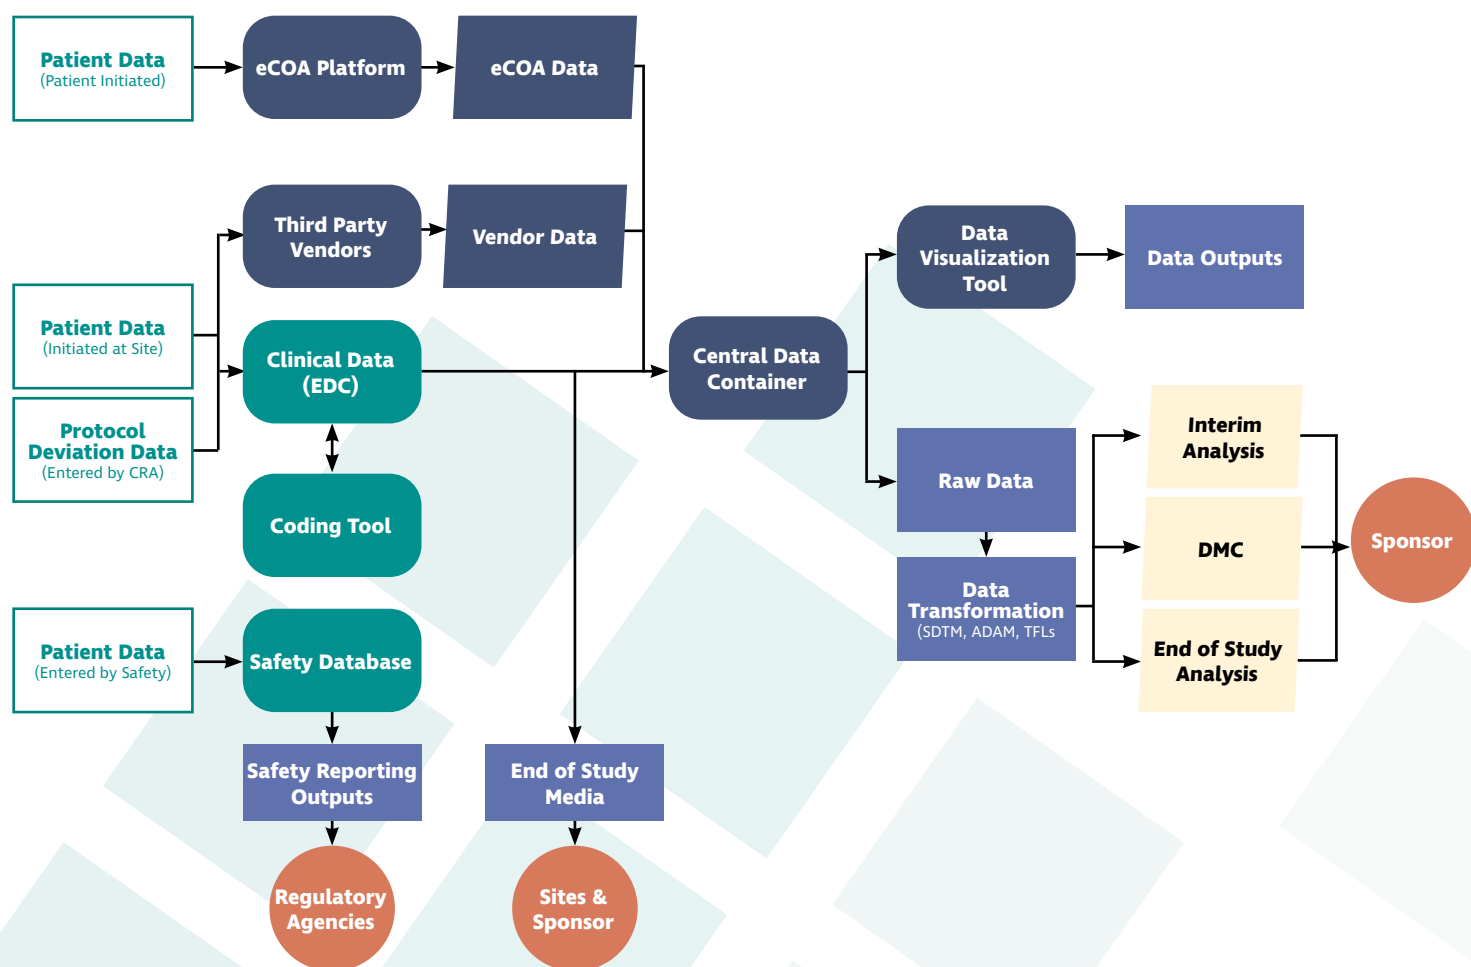 Patient Data
(Patient Initiated)
eCOA Platform
eCOA Data
Third Party
Vendors
Vendor Data
Patient Data
(Initiated at Site)
Protocol
Deviation Data
(Entered by CRA)
Clinical Data
(EDC)
Coding Tool
Patient Data
(Entered by Safety)
Safety Database
Safety Reporting
Outputs
Regulatory
Agencies
End of Study
Media
Sites &
Sponsor
Central Data
Container
Data
Visualization
Tool
Data Outputs
Raw Data
Data
Transformation
(SDTM, ADAM, TFLs
Interim
Analysis
DMC
End of Study
Analysis
Sponsor